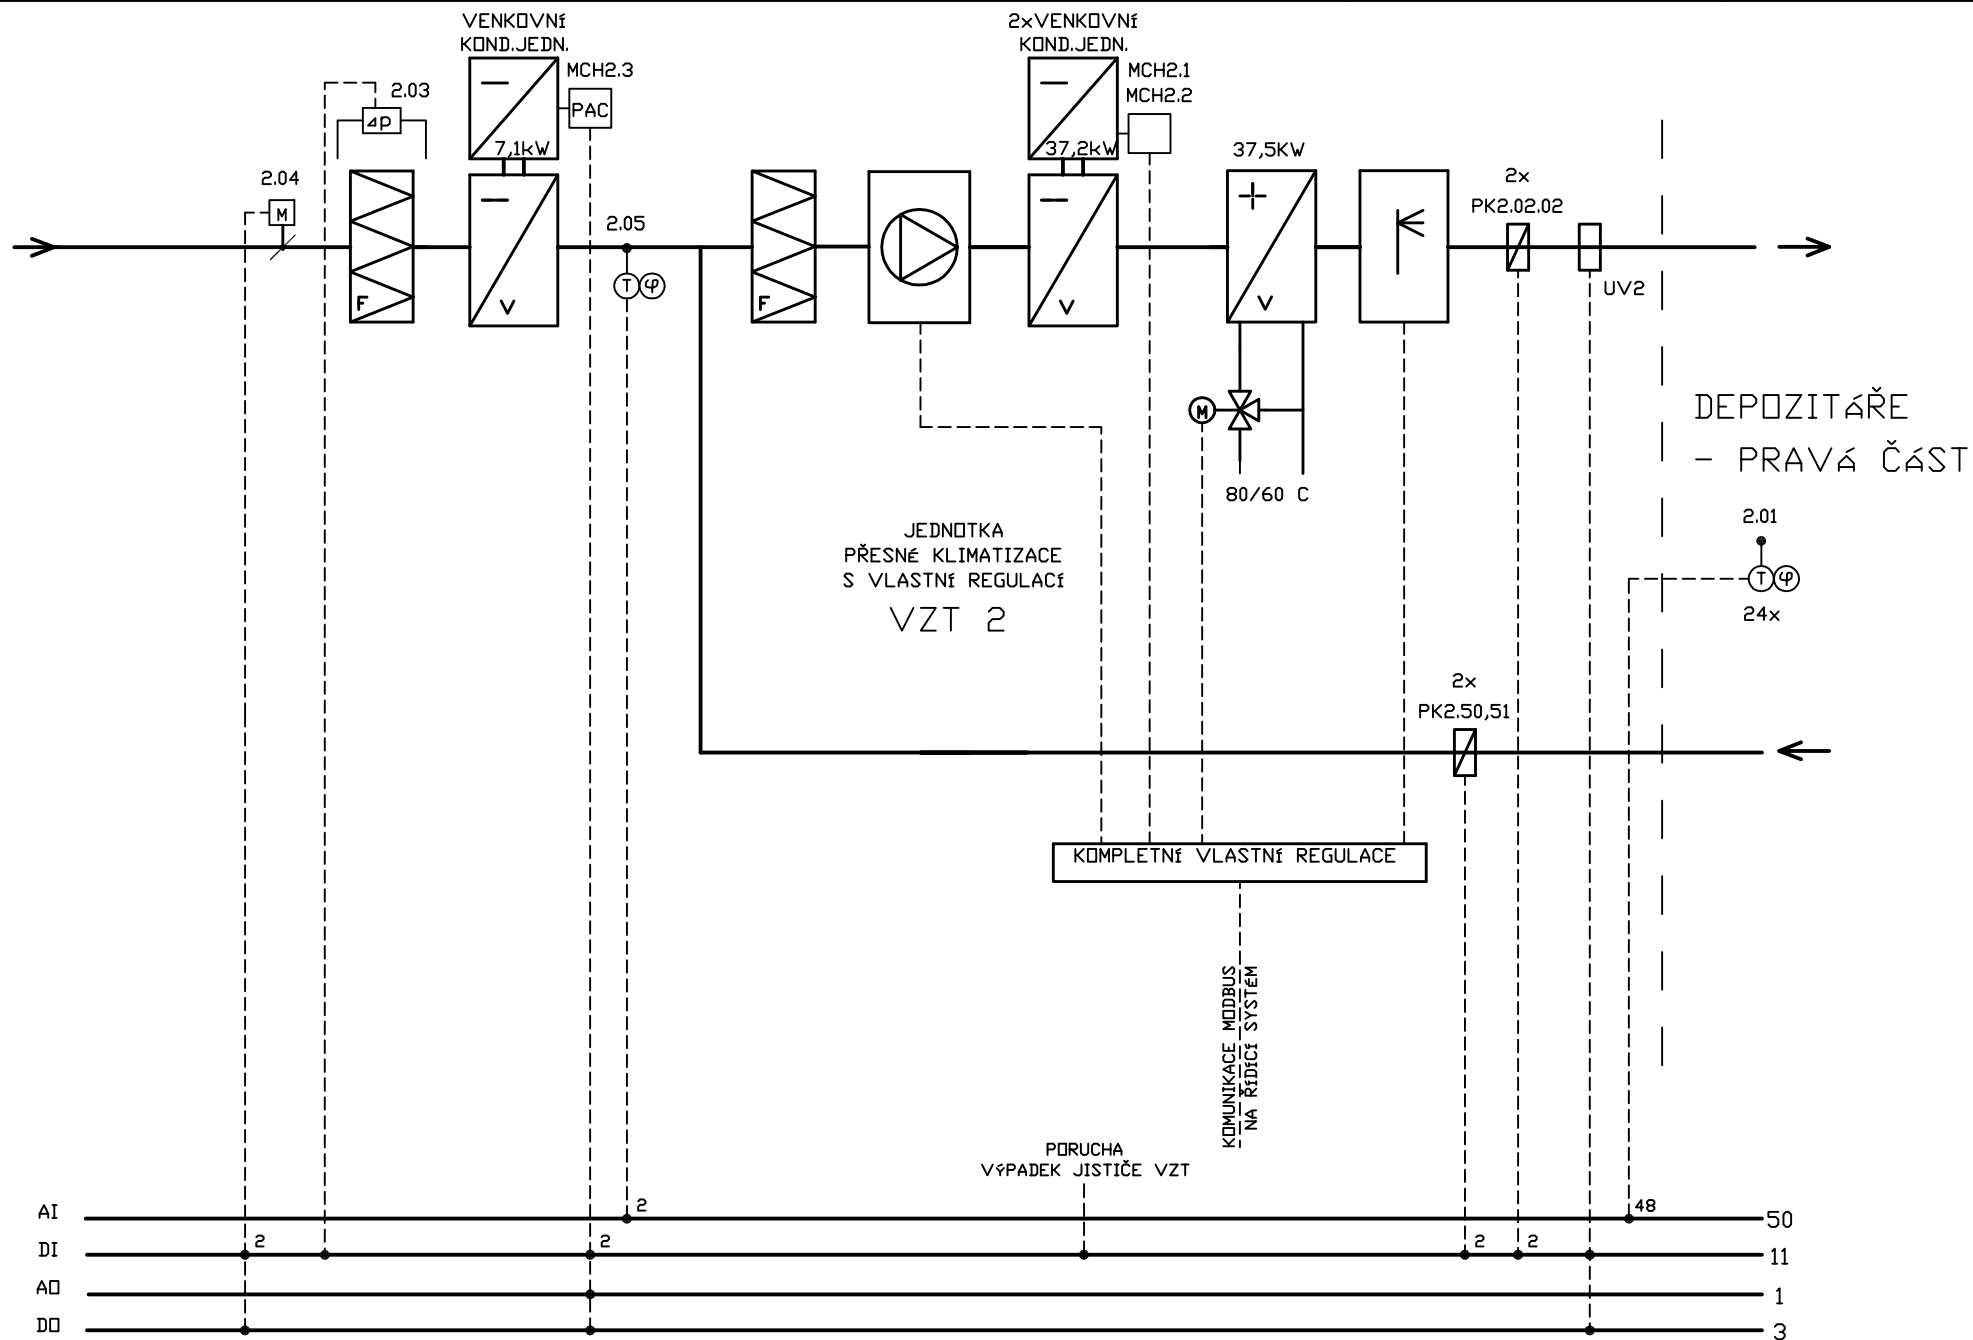 VENKOVNÍ
KOND.JEDN.
MCH2.3
PAC
7,1kW
V
2xVENKOVNÍ
KOND.JEDN.
MCH2.1
MCH2.2
37,2kW
V
37,5KW
V
2.03
⊿p
2.04
M
F
2.05
T φ
F
2x
PK2.02.02
UV2
M
80/60 C
DEPOZITÁŘE
- PRAVÁ ČÁST
2.01
T φ
24x
JEDNOTKA
PŘESNÉ KLIMATIZACE
S VLASTNÍ REGULACÍ
VZT 2
2x
PK2.50,51
KOMPLETNÍ VLASTNÍ REGULACE
KOMUNIKACE MODBUS
NA ŘÍDÍCÍ SYSTÉM
PORUCHA
VÝPADEK JISTIČE VZT
AI 2 48 50
DI 2 2 2 2 11
AO 1
DO 3